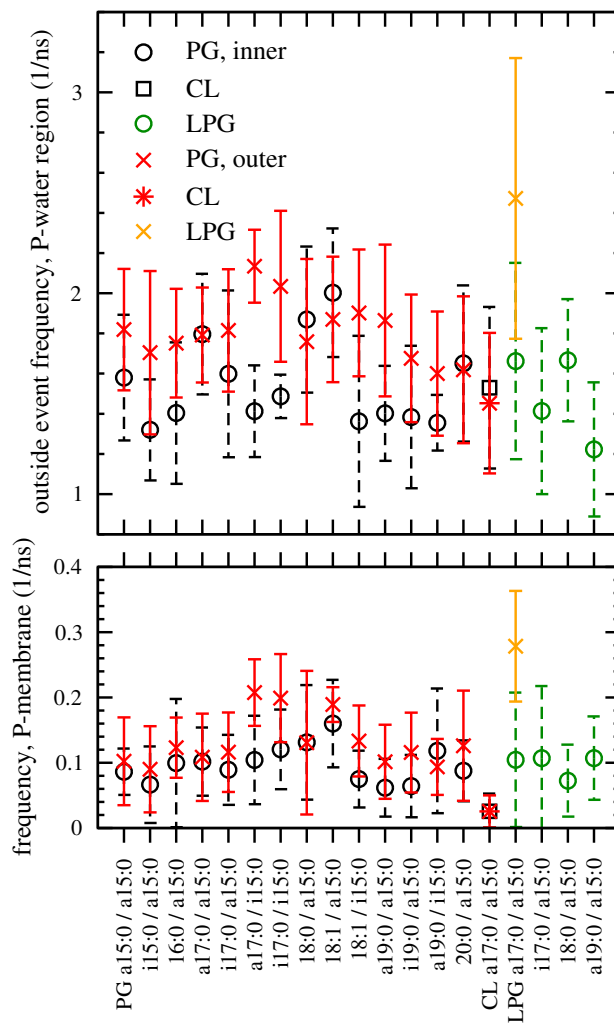 outside event frequency, P-water region (1/ns)
3
2
1
PG, inner
CL
LPG
PG, outer
CL
LPG
frequency, P-membrane (1/ns)
0.4
0.3
0.2
0.1
0
PG a15:0 / a15:0
i15:0 / a15:0
16:0 / a15:0
a17:0 / a15:0
i17:0 / a15:0
a17:0 / i15:0
i17:0 / i15:0
18:0 / a15:0
18:1 / a15:0
18:1 / i15:0
a19:0 / a15:0
i19:0 / a15:0
a19:0 / i15:0
20:0 / a15:0
CL a17:0 / a15:0
LPG a17:0 / a15:0
i17:0 / a15:0
18:0 / a15:0
a19:0 / a15:0